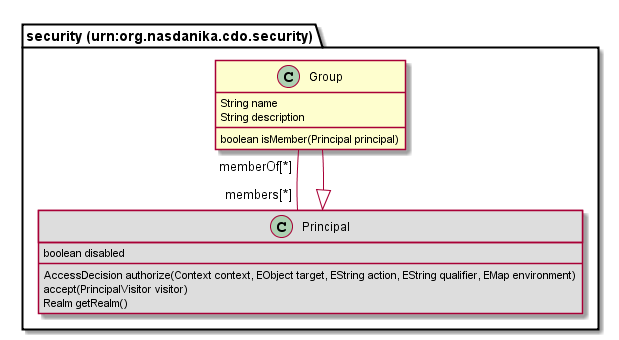 security (urn:org.nasdanika.cdo.security)
C Group
String name
String description
boolean isMember(Principal principal)
memberOf[*]
members[*]
C Principal
boolean disabled
AccessDecision authorize(Context context, EObject target, EString action, EString qualifier, EMap environment)
accept(PrincipalVisitor visitor)
Realm getRealm()